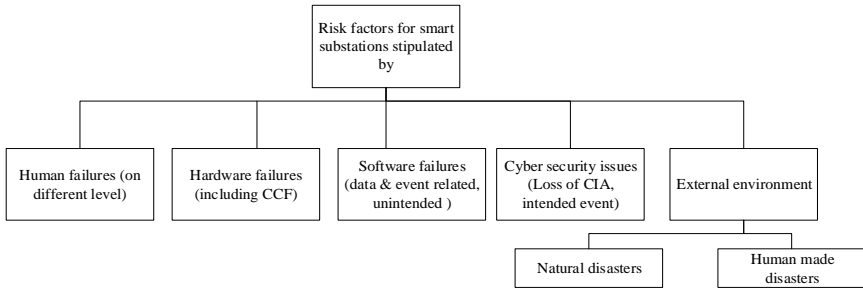 Risk factors for smart
substations stipulated
by
Human failures (on
different level)
Hardware failures
(including CCF)
Software failures
(data & event related,
unintended )
Cyber security issues
(Loss of CIA,
intended event)
External environment
Natural disasters
Human made
disasters